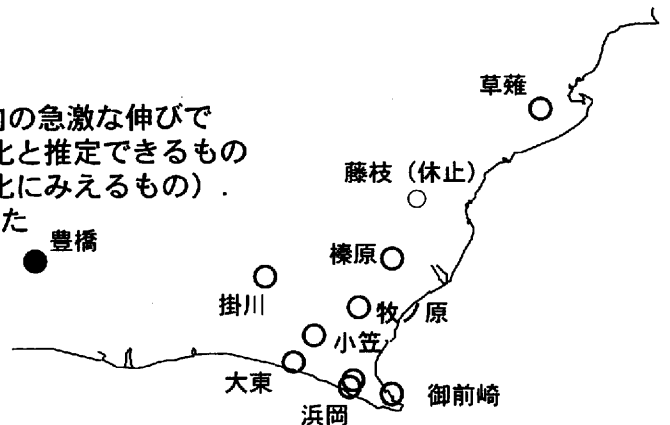 草薙
の急激な伸びで
と推定できるもの
にみえるもの）.
た
藤枝（休止）
豊橋
榛原
掛川
牧ノ原
小笠
大東
浜岡
御前崎